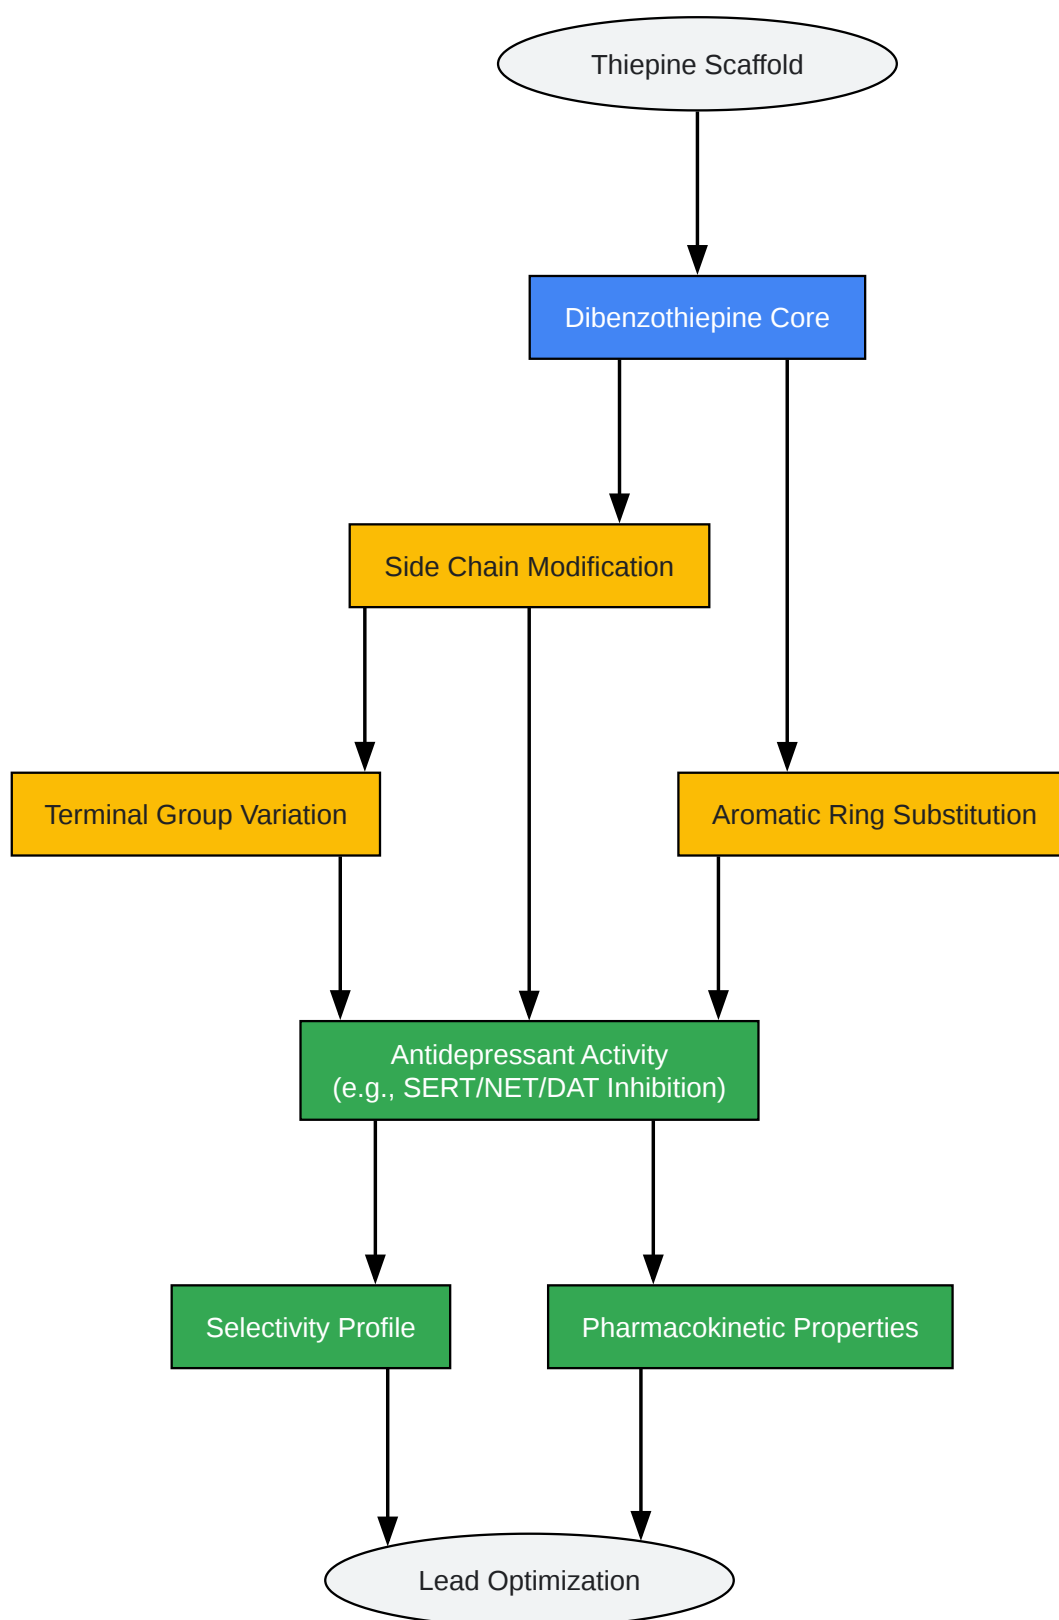 Thiepine Scaffold
Dibenzothiepine Core
Side Chain Modification
Terminal Group Variation
Aromatic Ring Substitution
Antidepressant Activity
(e.g., SERT/NET/DAT Inhibition)
Selectivity Profile
Pharmacokinetic Properties
Lead Optimization